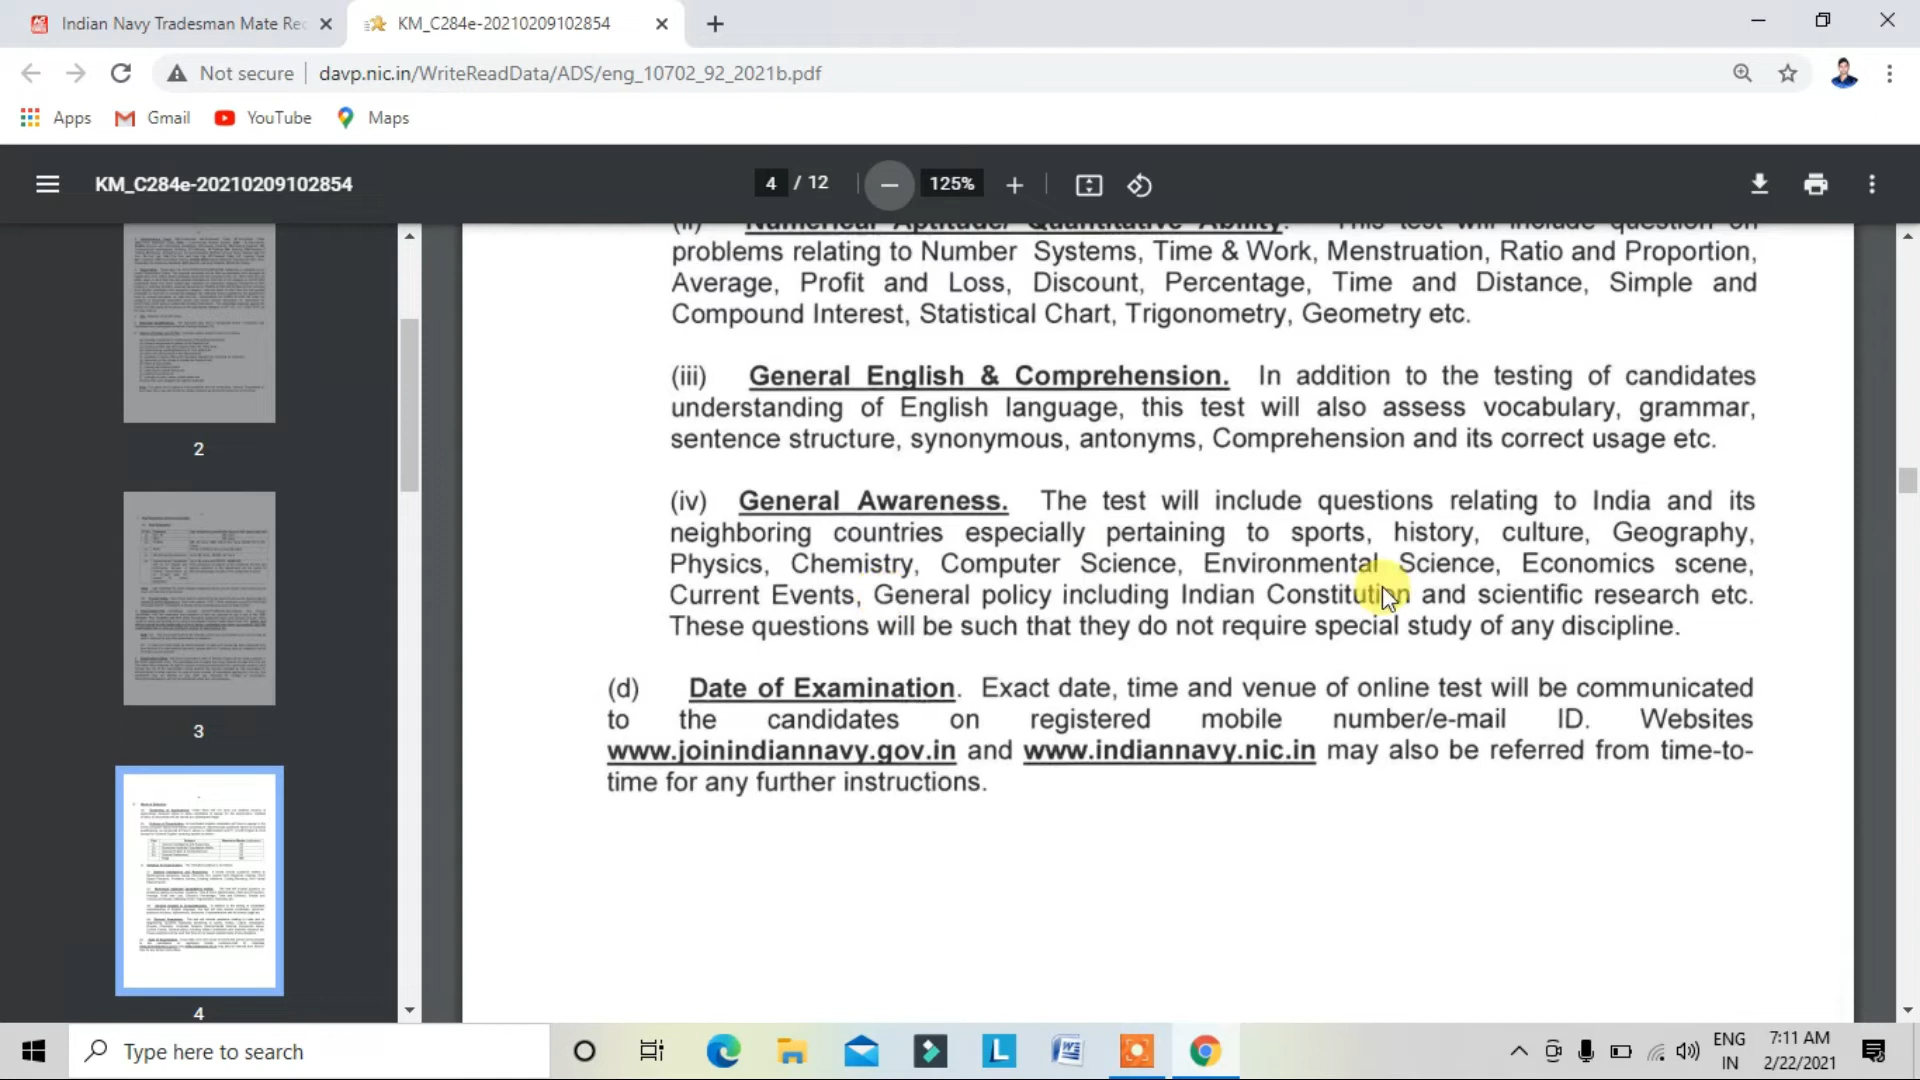 Indian Navy Tradesman Mate Rec
KM_C284e-20210209102854
Not secure
davp.nic.in/WriteReadData/ADS/eng_10702_92_2021b.pdf
Apps
Gmail
YouTube
Maps
KM_C284e-20210209102854
4 / 12
125%
2
3
4
(ii) Numerical Aptitude/ Quantitative Ability. This test will include question on
problems relating to Number Systems, Time & Work, Menstruation, Ratio and Proportion,
Average, Profit and Loss, Discount, Percentage, Time and Distance, Simple and
Compound Interest, Statistical Chart, Trigonometry, Geometry etc.
(iii) General English & Comprehension. In addition to the testing of candidates
understanding of English language, this test will also assess vocabulary, grammar,
sentence structure, synonymous, antonyms, Comprehension and its correct usage etc.
(iv) General Awareness. The test will include questions relating to India and its
neighboring countries especially pertaining to sports, history, culture, Geography,
Physics, Chemistry, Computer Science, Environmental Science, Economics scene,
Current Events, General policy including Indian Constitution and scientific research etc.
These questions will be such that they do not require special study of any discipline.
(d) Date of Examination. Exact date, time and venue of online test will be communicated
to the candidates on registered mobile number/e-mail ID. Websites
www.joinindiannavy.gov.in and www.indiannavy.nic.in may also be referred from time-to-
time for any further instructions.
Type here to search
ENG
IN
7:11 AM
2/22/2021